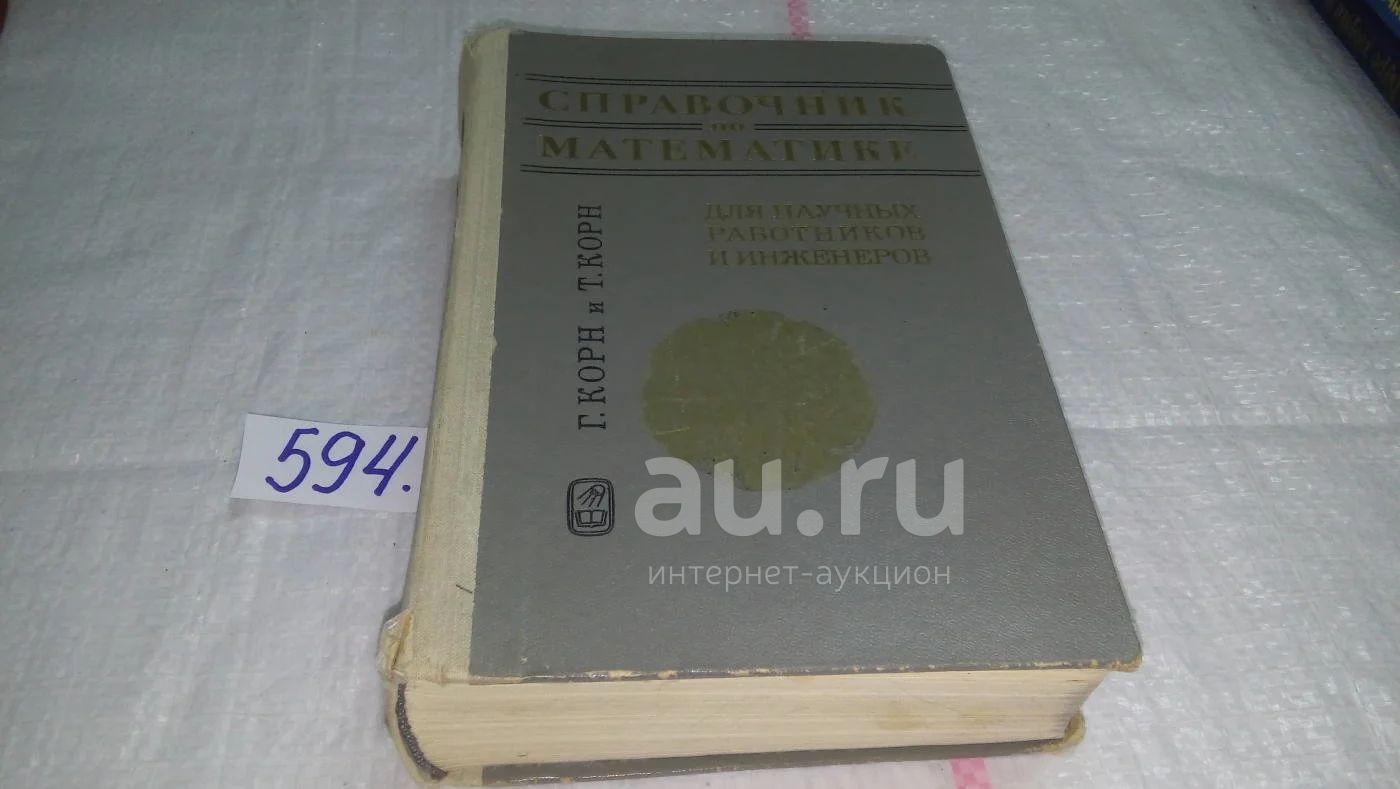 СПРАВОЧНИК
ПО
МАТЕМАТИКЕ
ДЛЯ НАУЧНЫХ
РАБОТНИКОВ
И ИНЖЕНЕРОВ
Г. КОРН и Т. КОРН
594.
au.ru
интернет-аукцион